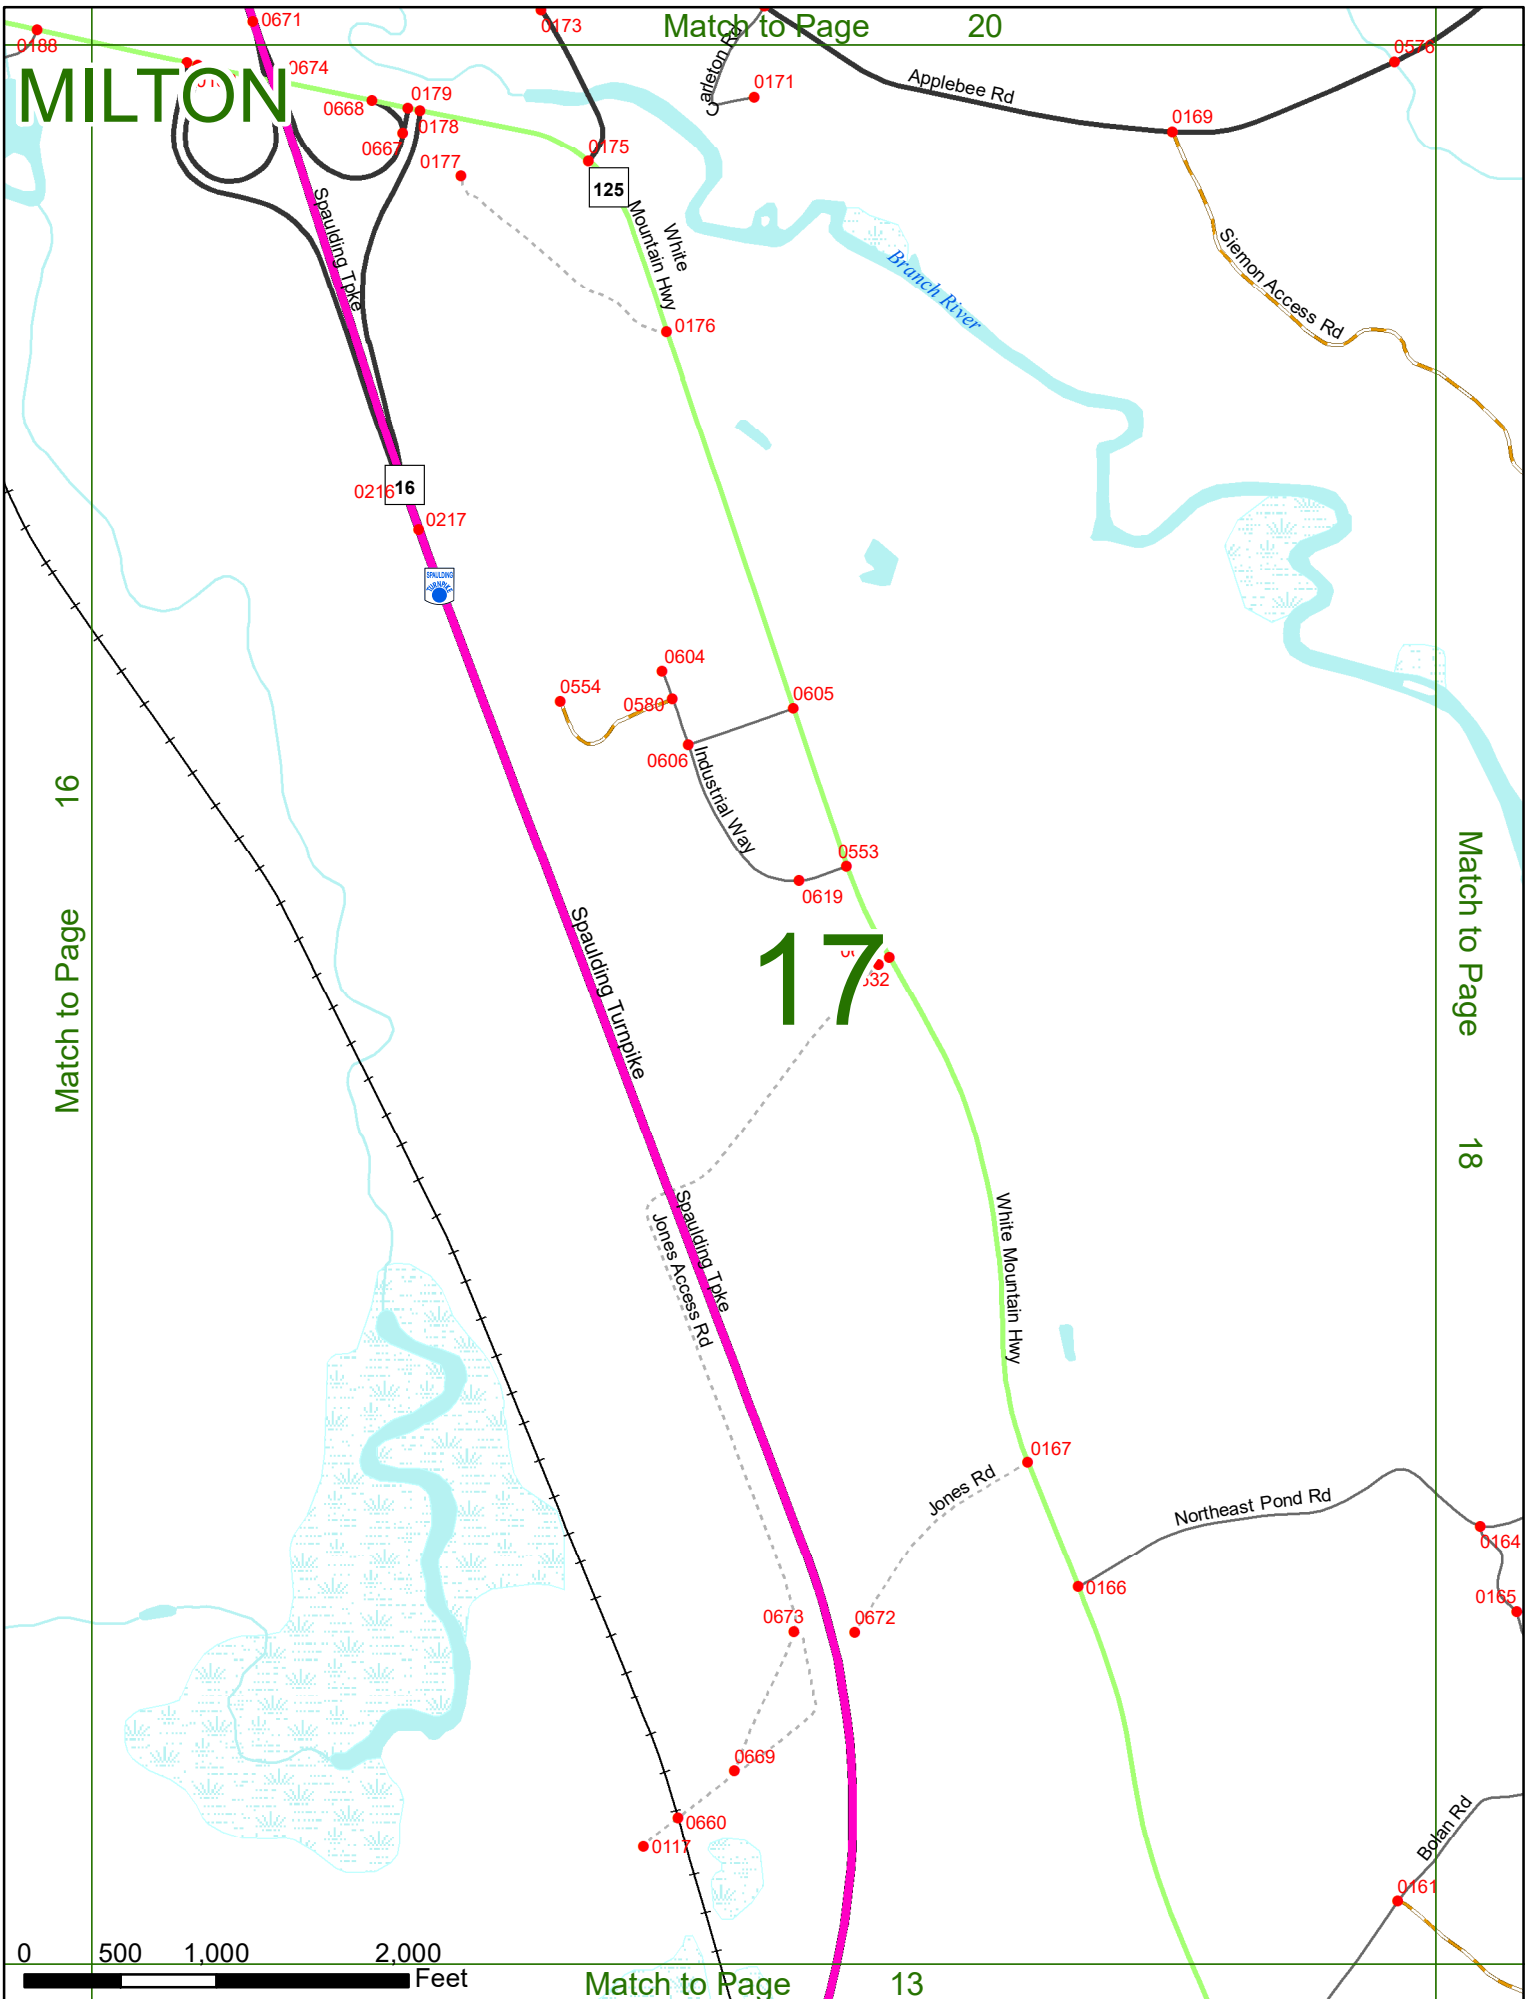 0671
0173
Match to Page 20
0188
0576
MILTON
0674
Carleton Rd
0171
Applebee Rd
0668
0179
0178
0169
0667
0177
0175
125
Spaulding Tpke
White
Mountain Hwy
Siemon Access Rd
Branch River
0176
0216
16
0217
SPAULDING
TURNPIKE
0604
0554
0580
0605
0606
Industrial Way
16
Match to Page
0553
0619
Match to Page
18
17
Spaulding Turnpike
Spaulding Tpke
Jones Access Rd
White Mountain Hwy
0167
Jones Rd
Northeast Pond Rd
0164
0166
0165
0673
0672
0669
0660
0117
Bolan Rd
0161
0 500 1,000 2,000
Feet
Match to Page 13